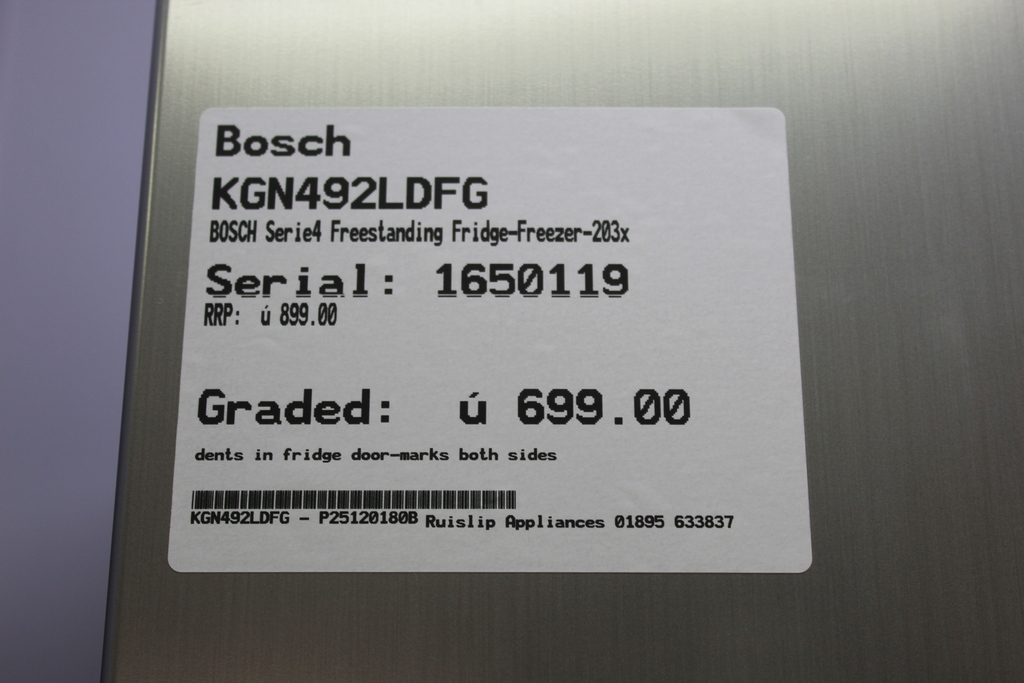 Bosch
KGN492LDFG
BOSCH Serie4 Freestanding Fridge-Freezer-203x
Serial: 1650119
RRP: ú 899.00
Graded: ú 699.00
dents in fridge door-marks both sides
KGN492LDFG - P25120180B Ruislip Appliances 01895 633837